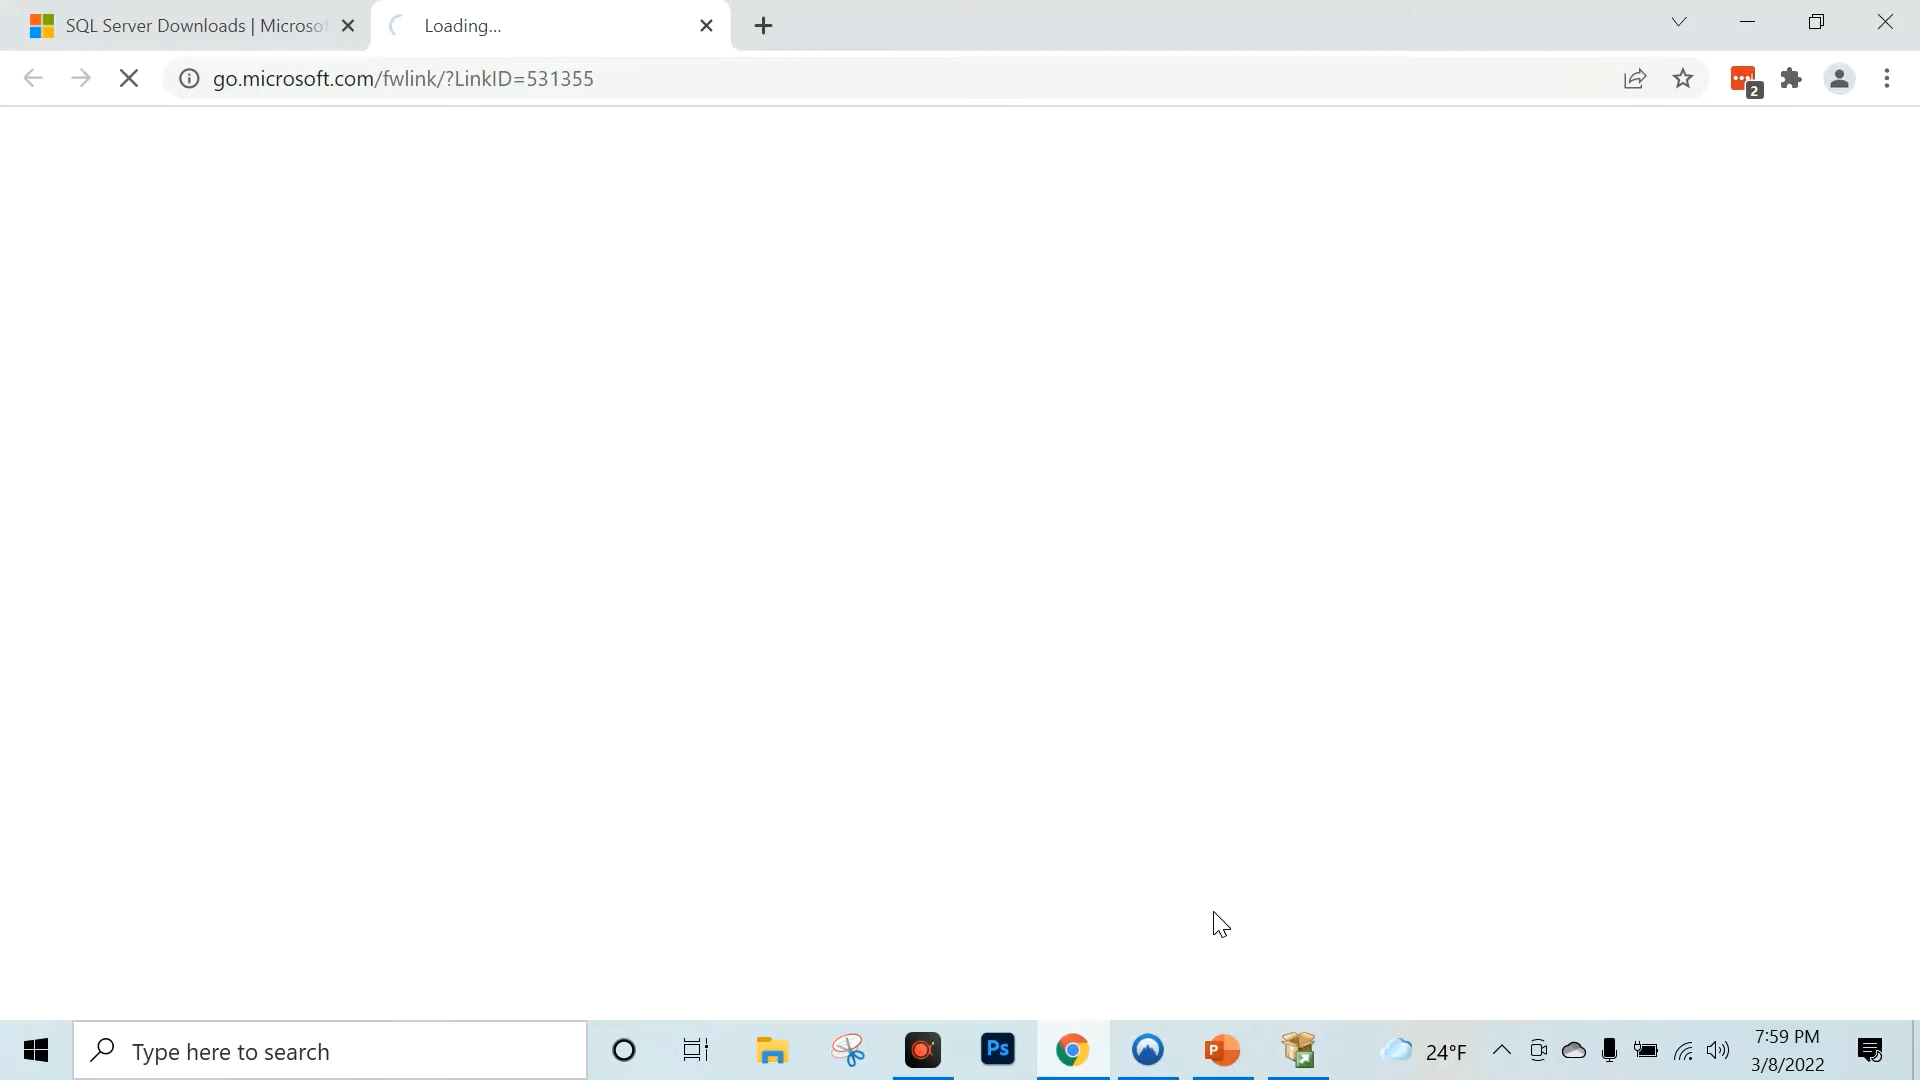 SQL Server Downloads | Microso
Loading...
go.microsoft.com/fwlink/?LinkID=531355
2
Type here to search
Ps
P
24°F
7:59 PM
3/8/2022